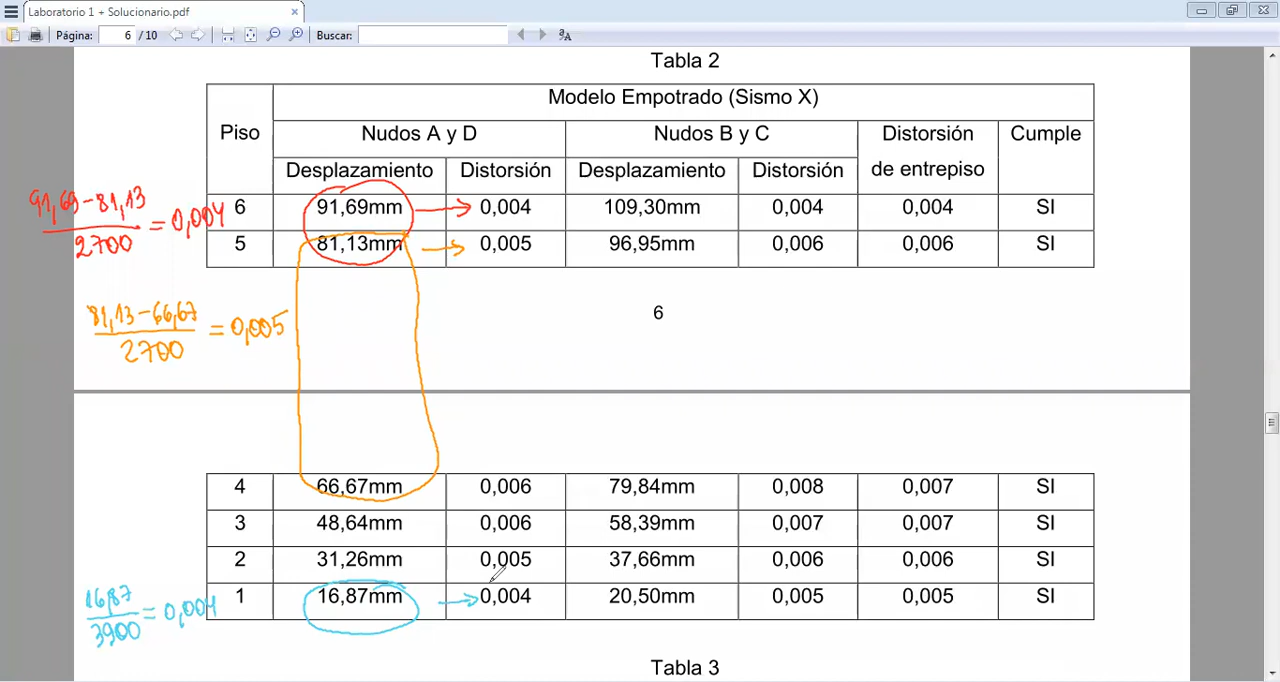 Laboratorio 1 + Solucionario.pdf ×
Página: 6 / 10 Buscar:
Tabla 2
Piso Modelo Empotrado (Sismo X)
Nudos A y D Nudos B y C Distorsión de entrepiso Cumple
Desplazamiento Distorsión Desplazamiento Distorsión
6 91,69mm 0,004 109,30mm 0,004 0,004 SI
5 81,13mm 0,005 96,95mm 0,006 0,006 SI
91,69-81,13
2700
= 0,004
81,13-66,67
2700
= 0,005
6
4 66,67mm 0,006 79,84mm 0,008 0,007 SI
3 48,64mm 0,006 58,39mm 0,007 0,007 SI
2 31,26mm 0,005 37,66mm 0,006 0,006 SI
1 16,87mm 0,004 20,50mm 0,005 0,005 SI
16,87
3900
= 0,004
Tabla 3